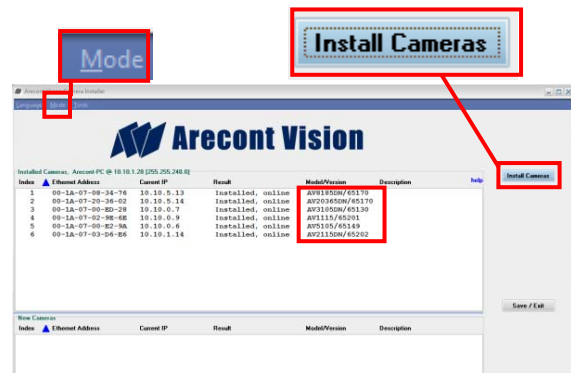 Mode
Install Cameras
Arecont Vision Camera Installer
Language Mode Tools
Arecont Vision
Installed Cameras, Arecont-PC @ 10.10.1.28 [255.255.248.0]
help
Install Cameras
Index Ethernet Address Current IP Result Model/Version Description
1 00-1A-07-08-34-76 10.10.5.13 Installed, online AV8185DN/65170
2 00-1A-07-20-36-02 10.10.5.14 Installed, online AV20365DN/65170
3 00-1A-07-00-ED-28 10.10.0.7 Installed, online AV3105DN/65130
4 00-1A-07-02-9E-6E 10.10.0.9 Installed, online AV1115/65201
5 00-1A-07-00-E2-9A 10.10.0.6 Installed, online AV5105/65149
6 00-1A-07-03-D6-E6 10.10.1.14 Installed, online AV2115DN/65202
Save / Exit
New Cameras
Index Ethernet Address Current IP Result Model/Version Description